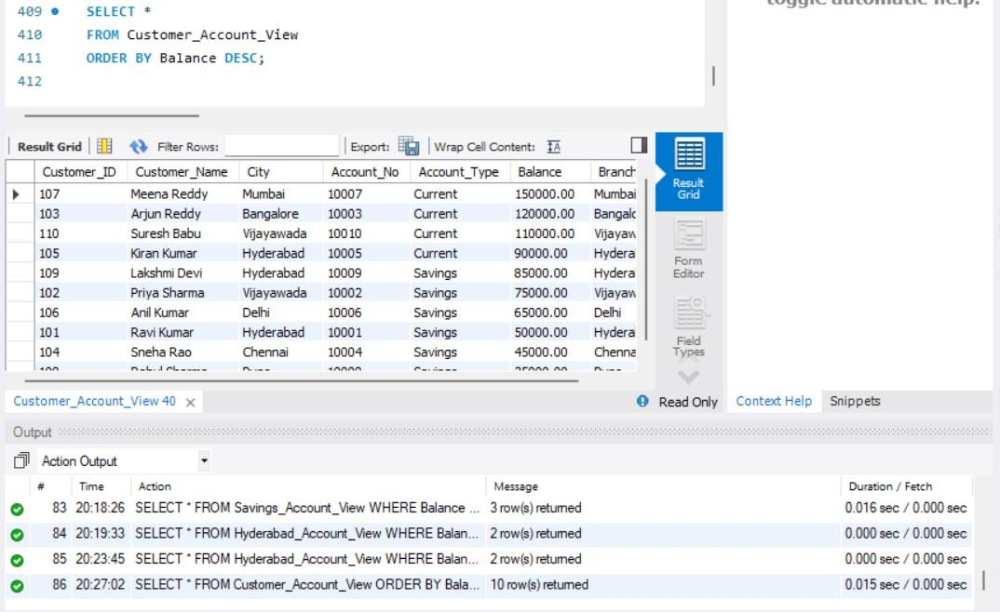 toggle automatic help.
409 SELECT *
410 FROM Customer_Account_View
411 ORDER BY Balance DESC;
412
Result Grid Filter Rows: Export: Wrap Cell Content:
Customer_ID Customer_Name City Account_No Account_Type Balance Branch
107 Meena Reddy Mumbai 10007 Current 150000.00 Mumbai
103 Arjun Reddy Bangalore 10003 Current 120000.00 Bangalo
110 Suresh Babu Vijayawada 10010 Current 110000.00 Vijayaw
105 Kiran Kumar Hyderabad 10005 Current 90000.00 Hydera
109 Lakshmi Devi Hyderabad 10009 Savings 85000.00 Hydera
102 Priya Sharma Vijayawada 10002 Savings 75000.00 Vijayaw
106 Anil Kumar Delhi 10006 Savings 65000.00 Delhi
101 Ravi Kumar Hyderabad 10001 Savings 50000.00 Hydera
104 Sneha Rao Chennai 10004 Savings 45000.00 Chenna
Result
Grid
Form
Editor
Field
Types
Customer_Account_View 40 Read Only Context Help Snippets
Output
Action Output
# Time Action Message Duration / Fetch
83 20:18:26 SELECT * FROM Savings_Account_View WHERE Balance ... 3 row(s) returned 0.016 sec / 0.000 sec
84 20:19:33 SELECT * FROM Hyderabad_Account_View WHERE Balan... 2 row(s) returned 0.000 sec / 0.000 sec
85 20:23:45 SELECT * FROM Hyderabad_Account_View WHERE Balan... 2 row(s) returned 0.000 sec / 0.000 sec
86 20:27:02 SELECT * FROM Customer_Account_View ORDER BY Bala... 10 row(s) returned 0.015 sec / 0.000 sec